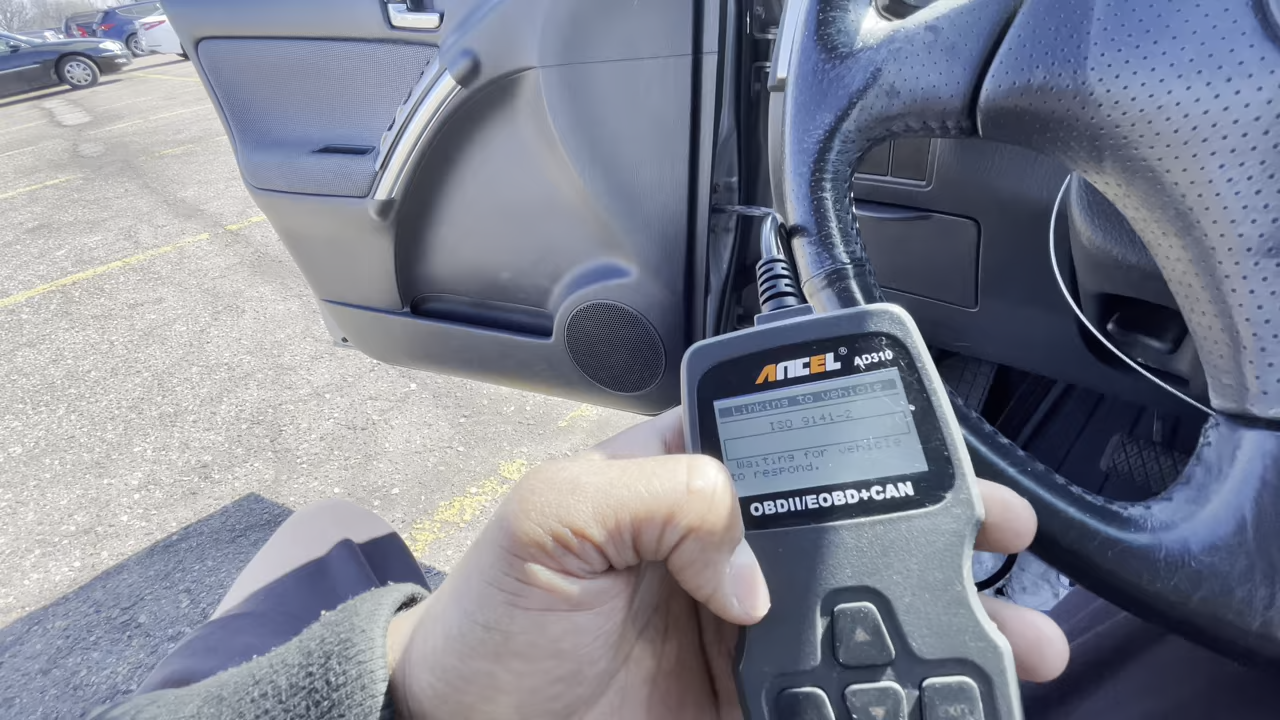 ANCEL® AD310
Linking to vehicle
ISO 9141-2
Waiting for vehicle
to respond.
OBDII/EOBD+CAN